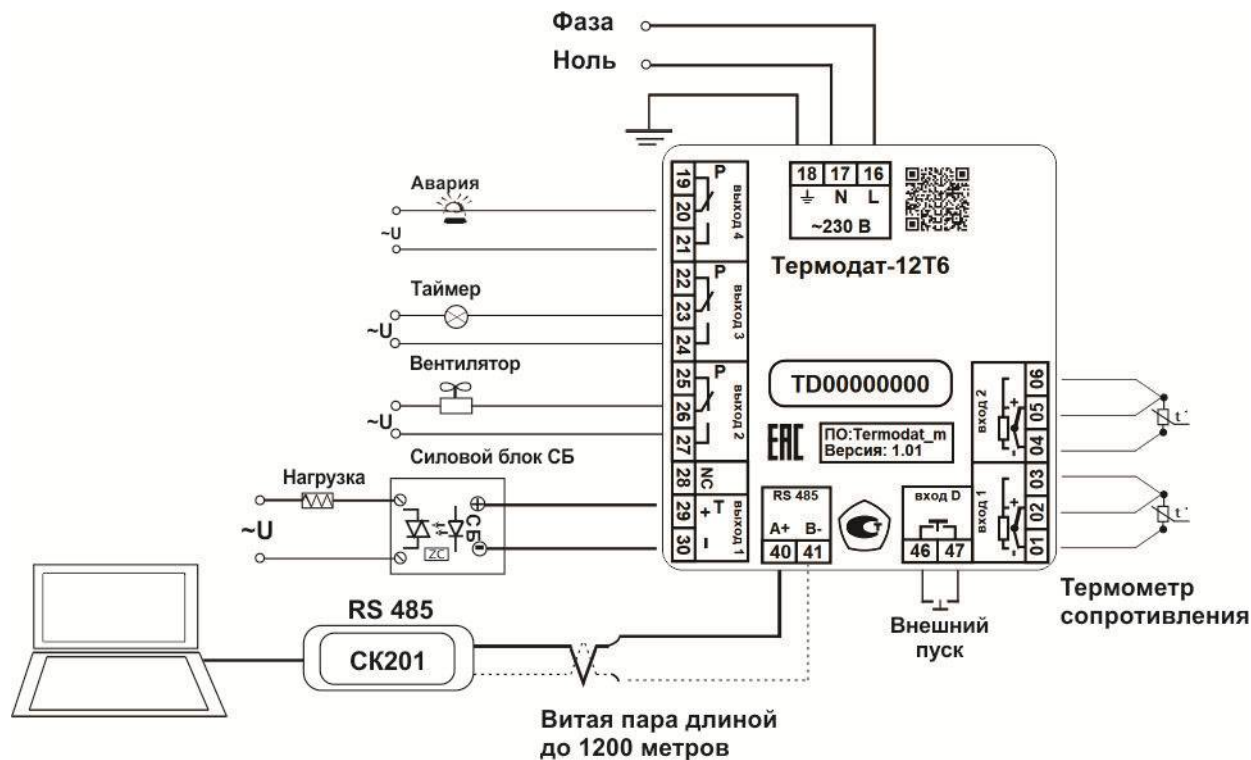 Фаза
Ноль
18 17 16
N L
~230 В
Термодат-12Т6
Авария
~U
19 20 21
P
выход 4
Таймер
~U
22 23 24
P
выход 3
Вентилятор
~U
25 26 27
P
выход 2
Силовой блок СБ
Нагрузка
~U
СБ
ZC
28 NC
29 + T
30 -
выход 1
TD00000000
EAC
ПО:Termodat_m
Версия: 1.01
RS 485
A+ B-
40 41
Т
вход D
46 47
06 05 04
+
-
вход 2
t°
03 02 01
+
-
вход 1
t°
Внешний
пуск
Термометр
сопротивления
RS 485
СК201
Витая пара длиной
до 1200 метров